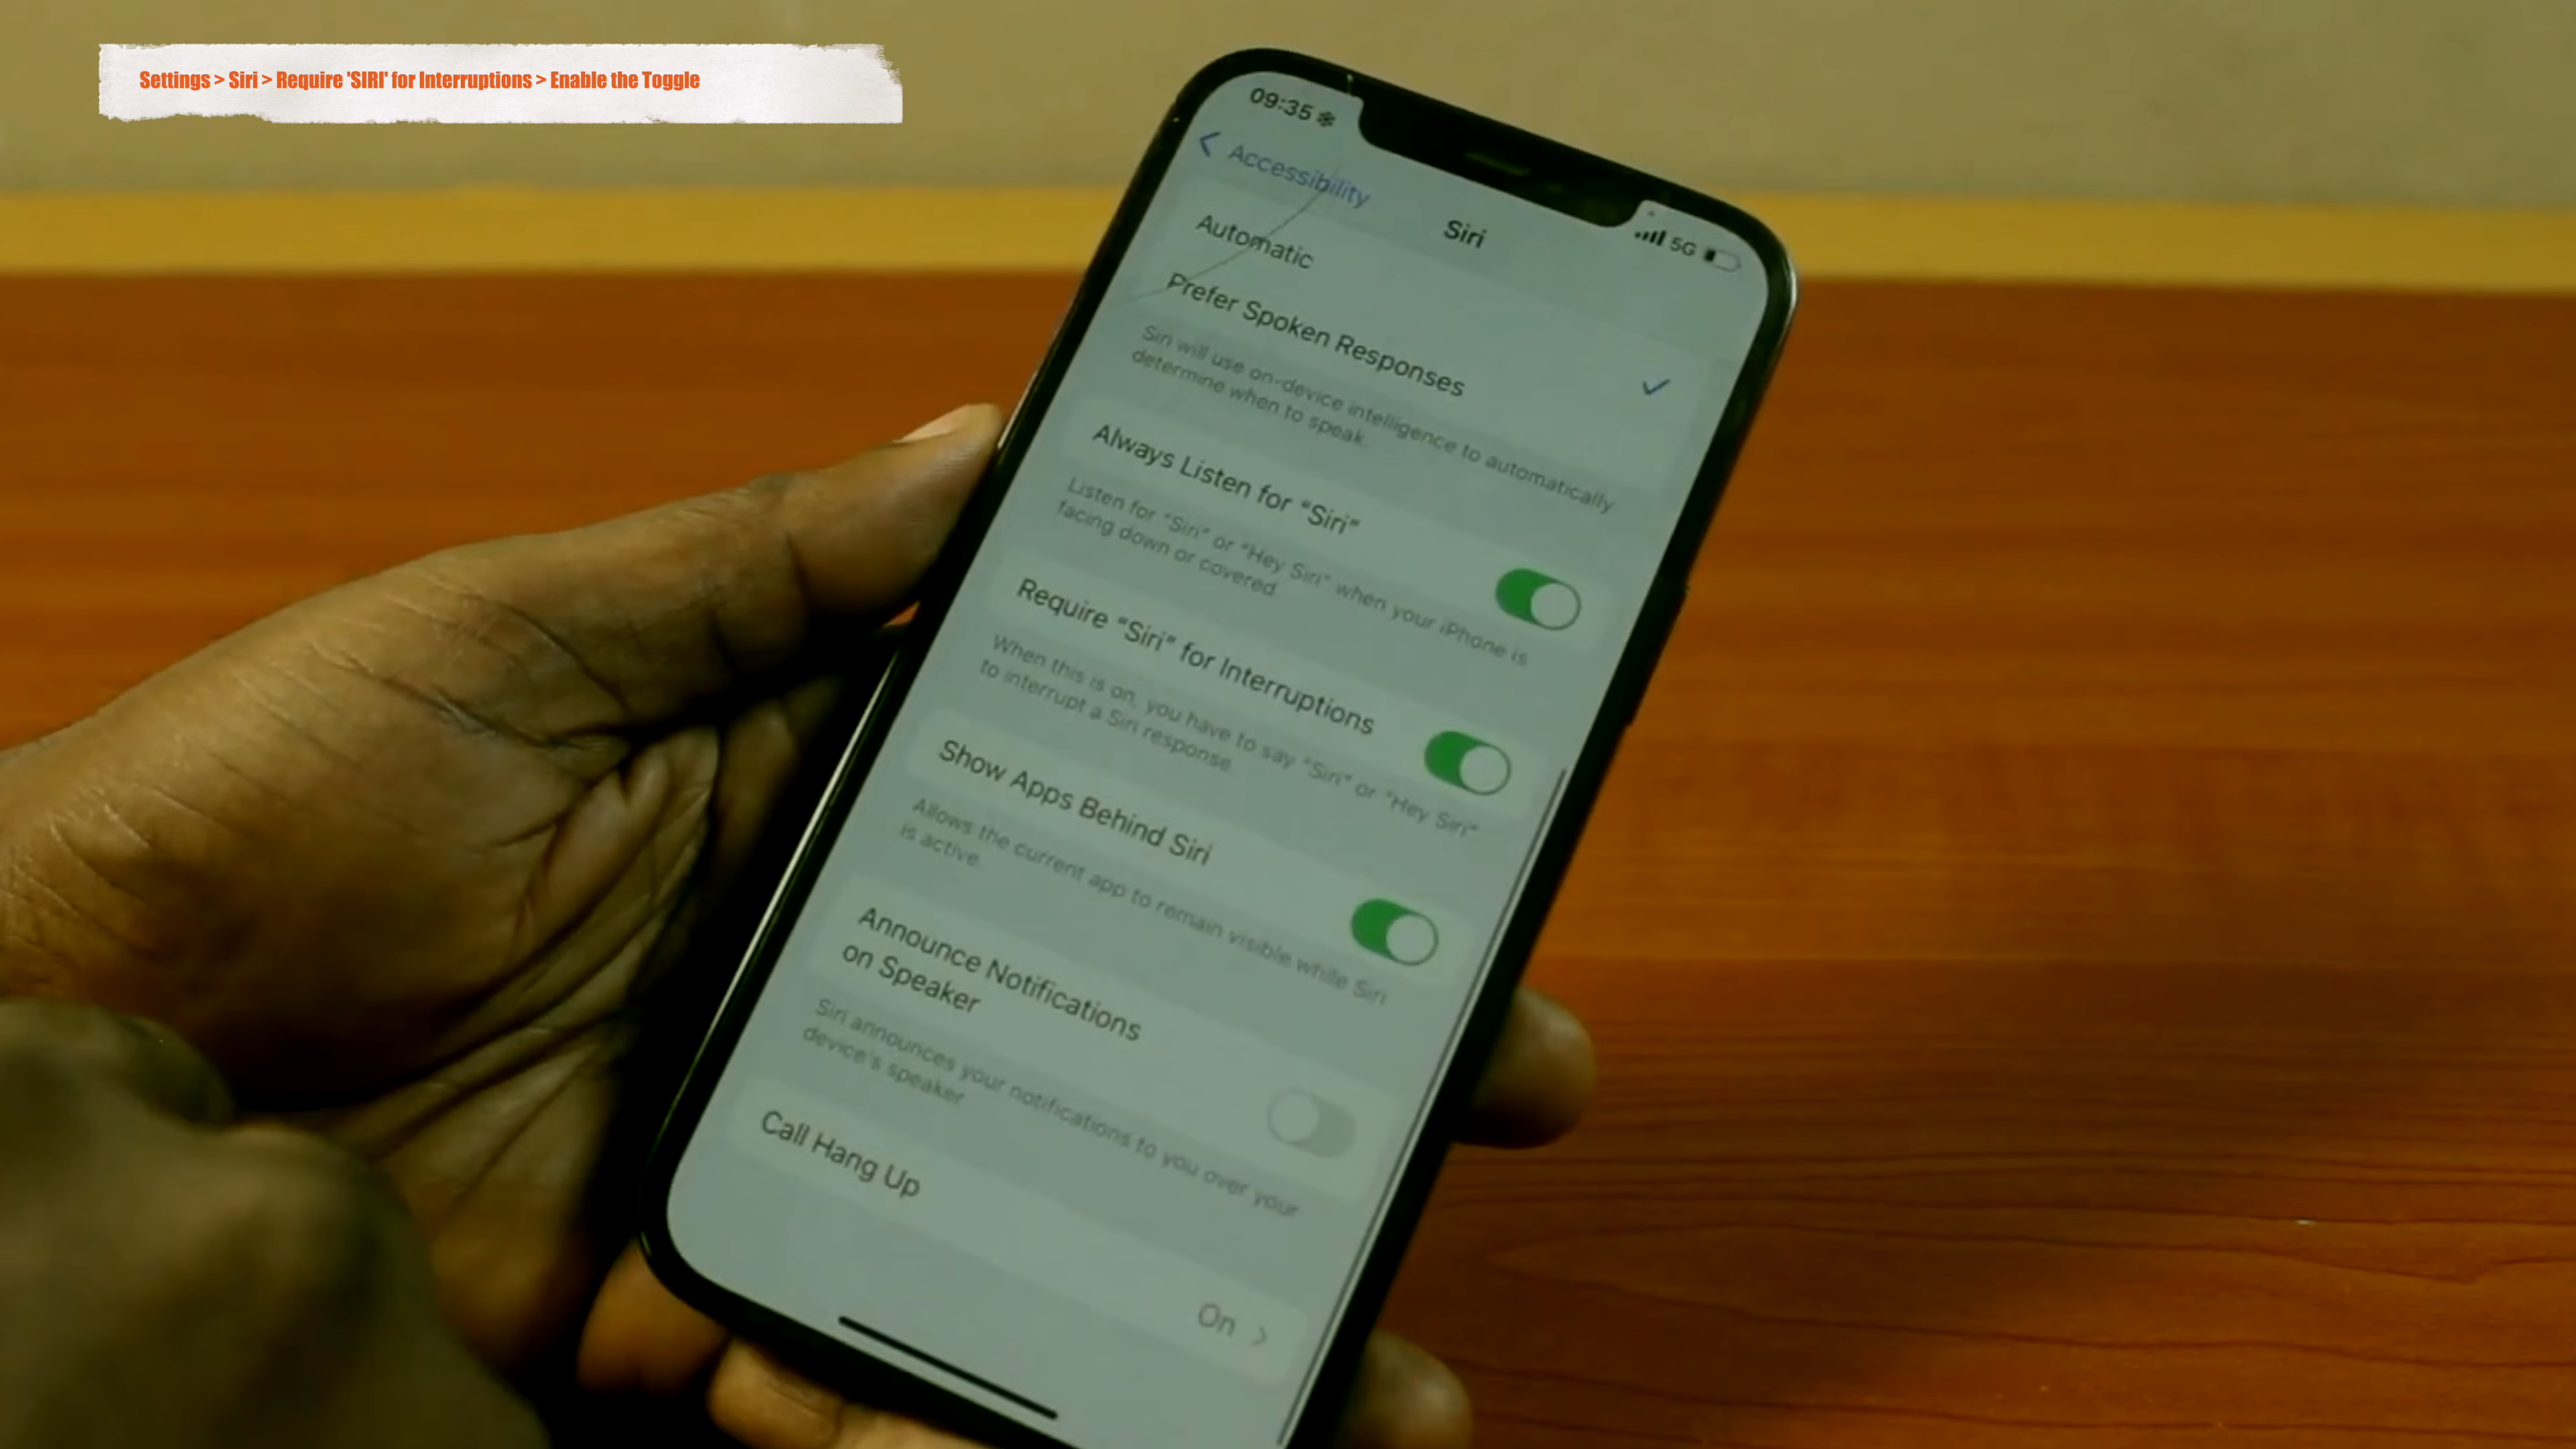 Settings > Siri > Require 'SIRI' for Interruptions > Enable the Toggle
09:35
5G
Accessibility
Siri
Automatic
Prefer Spoken Responses
Siri will use on-device intelligence to automatically
determine when to speak.
Always Listen for "Siri"
Listen for "Siri" or "Hey Siri" when your iPhone is
facing down or covered.
Require "Siri" for Interruptions
When this is on, you have to say "Siri" or "Hey Siri"
to interrupt a Siri response.
Show Apps Behind Siri
Allows the current app to remain visible while Siri
is active.
Announce Notifications
on Speaker
Siri announces your notifications to you over your
device's speaker.
Call Hang Up
On